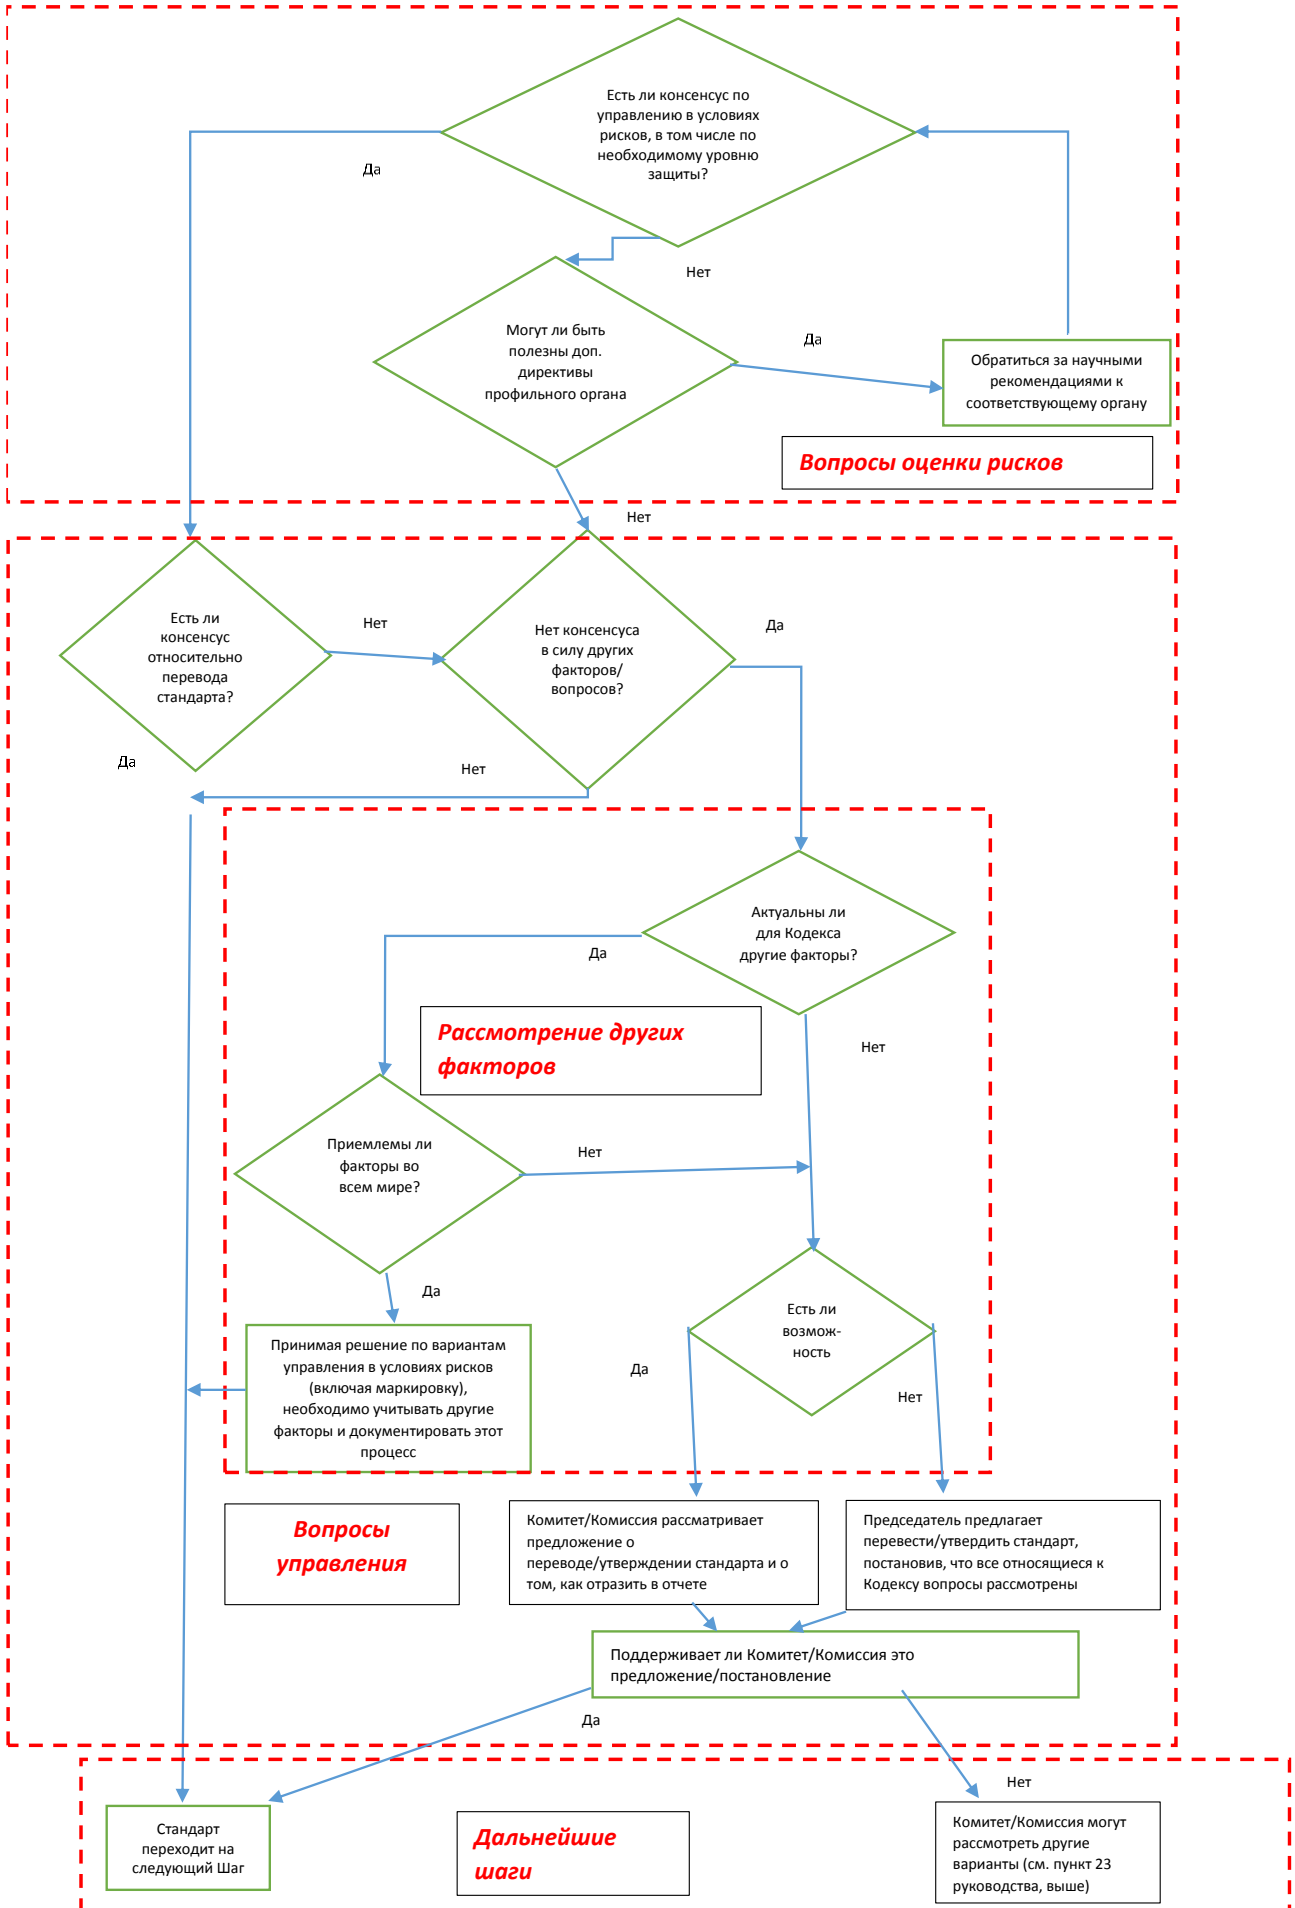 Есть ли консенсус по
управлению в условиях
рисков, в том числе по
необходимому уровню
защиты?
Да
Нет
Могут ли быть
полезны доп.
директивы
профильного органа
Да
Обратиться за научными
рекомендациями к
соответствующему органу
Вопросы оценки рисков
Нет
Есть ли
консенсус
относительно
перевода
стандарта?
Нет
Нет консенсуса
в силу других
факторов/
вопросов?
Да
Да
Нет
Актуальны ли
для Кодекса
другие факторы?
Да
Рассмотрение других
факторов
Нет
Приемлемы ли
факторы во
всем мире?
Нет
Да
Есть ли
возмож-
ность
Принимая решение по вариантам
управления в условиях рисков
(включая маркировку),
необходимо учитывать другие
факторы и документировать этот
процесс
Да
Нет
Вопросы
управления
Комитет/Комиссия рассматривает
предложение о
переводе/утверждении стандарта и о
том, как отразить в отчете
Председатель предлагает
перевести/утвердить стандарт,
постановив, что все относящиеся к
Кодексу вопросы рассмотрены
Поддерживает ли Комитет/Комиссия это
предложение/постановление
Да
Нет
Стандарт
переходит на
следующий Шаг
Дальнейшие
шаги
Комитет/Комиссия могут
рассмотреть другие
варианты (см. пункт 23
руководства, выше)